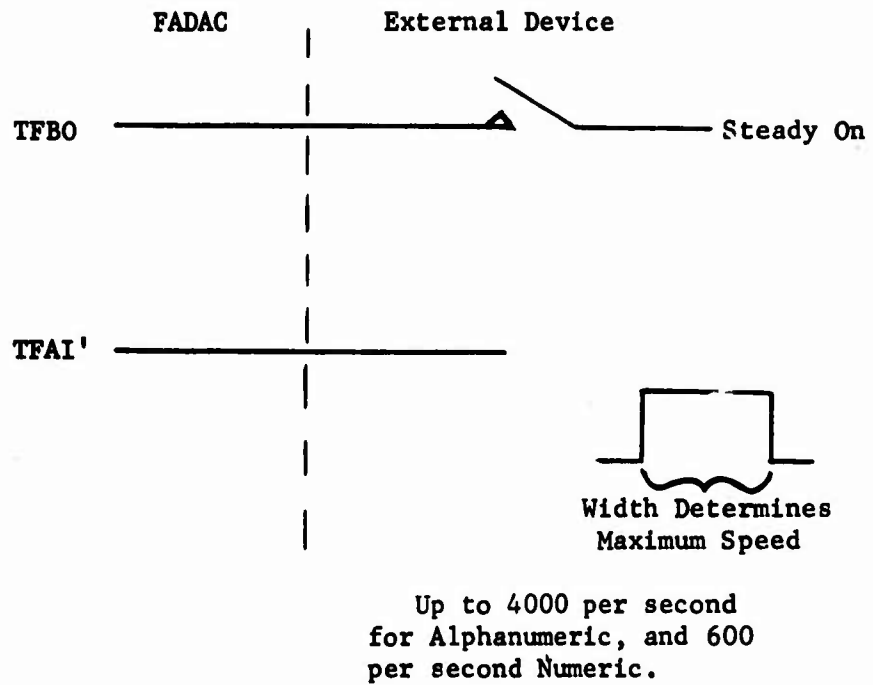 FADAC
External Device
TFBO
Steady On
TFAI'
Width Determines
Maximum Speed
Up to 4000 per second
for Alphanumeric, and 600
per second Numeric.